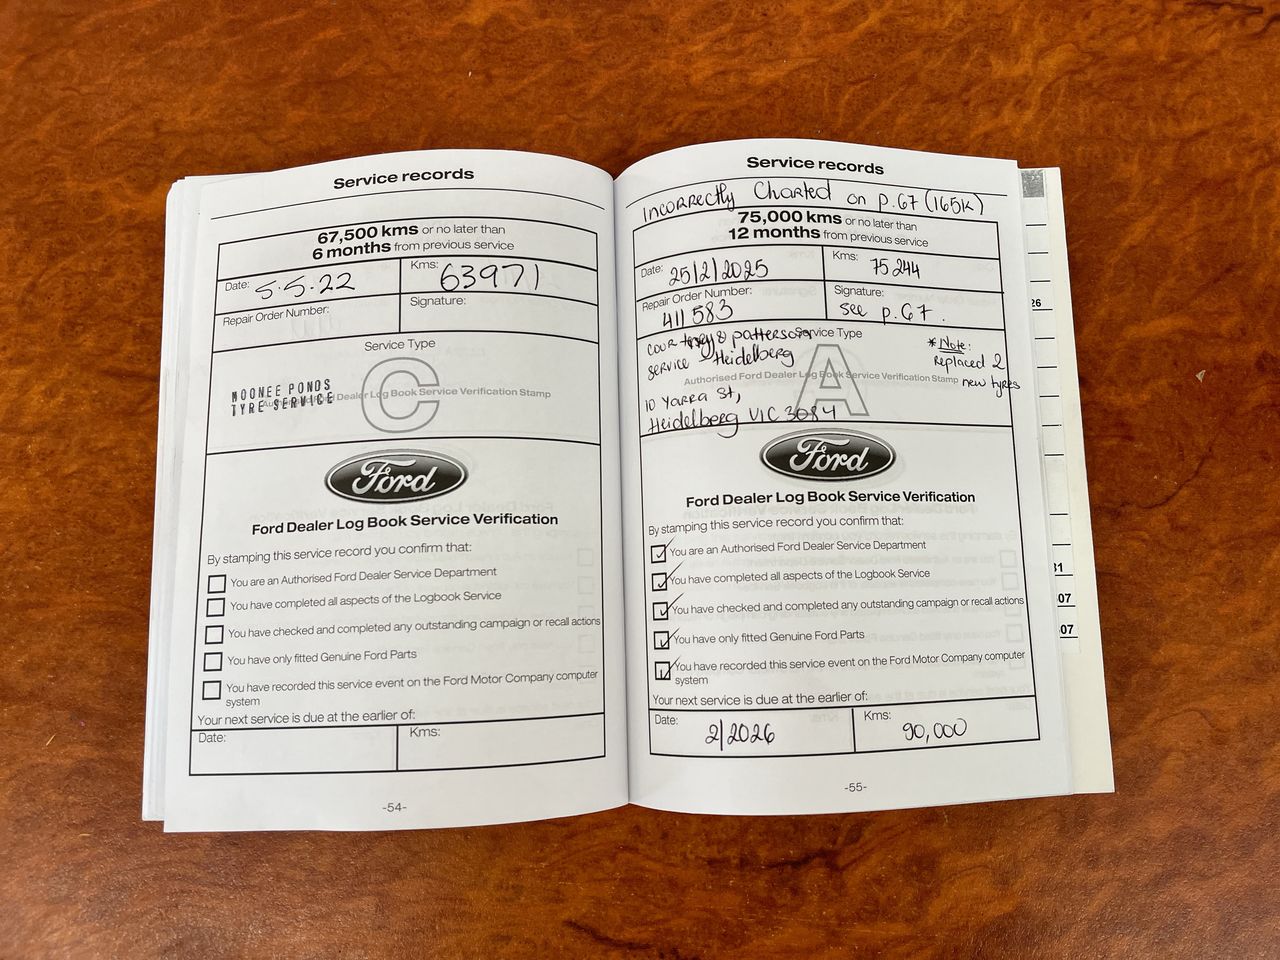 Service records
67,500 kms or no later than
6 months from previous service
Date: 5.5.22
Kms: 63971
Repair Order Number:
Signature:
Service Type
C
MOONEE PONDS
TYRE SERVICE
Authorised Ford Dealer Log Book Service Verification Stamp
Ford
Ford Dealer Log Book Service Verification
By stamping this service record you confirm that:
You are an Authorised Ford Dealer Service Department
You have completed all aspects of the Logbook Service
You have checked and completed any outstanding campaign or recall actions
You have only fitted Genuine Ford Parts
You have recorded this service event on the Ford Motor Company computer
system
Your next service is due at the earlier of:
Date:
Kms:
-54-
Service records
Incorrectly Charted on p.67 (165K)
75,000 kms or no later than
12 months from previous service
Date: 25/2/2025
Kms: 75244
Repair Order Number:
411583
Signature:
see p.67.
Service Type
A
& patterson
service Heidelberg
10 Yarra St,
Heidelberg VIC 3084
* Note:
replaced 2
new tyres
Authorised Ford Dealer Log Book Service Verification Stamp
Ford
Ford Dealer Log Book Service Verification
By stamping this service record you confirm that:
You are an Authorised Ford Dealer Service Department
You have completed all aspects of the Logbook Service
You have checked and completed any outstanding campaign or recall actions
You have only fitted Genuine Ford Parts
You have recorded this service event on the Ford Motor Company computer
system
Your next service is due at the earlier of:
Date: 2/2026
Kms: 90,000
-55-
26
31
07
07